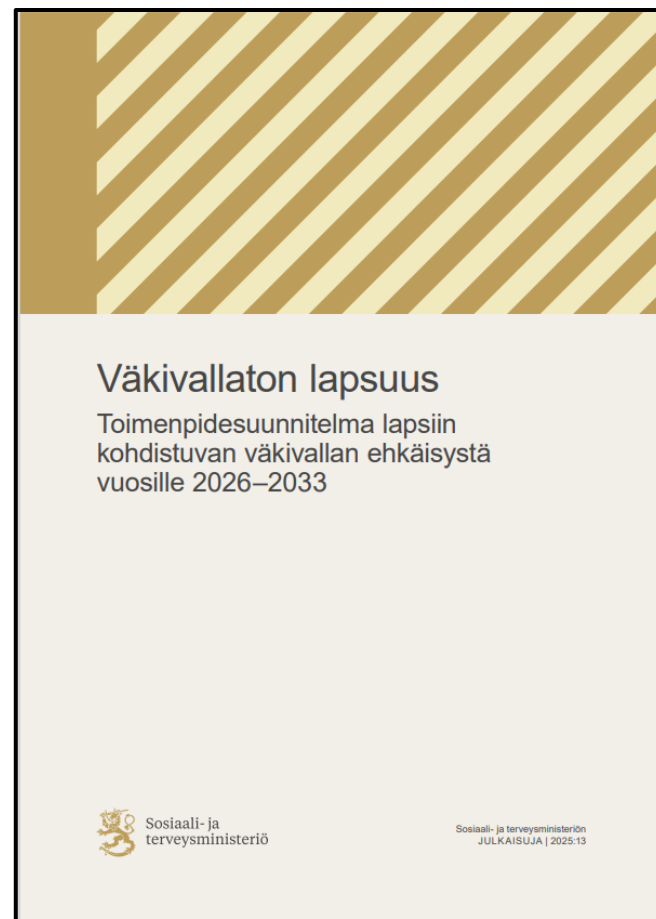 Väkivallaton lapsuus
Toimenpidesuunnitelma lapsiin
kohdistuvan väkivallan ehkäisystä
vuosille 2026–2033
Sosiaali- ja
terveysministeriö
Sosiaali- ja terveysministeriön
JULKAISUJA | 2025:13